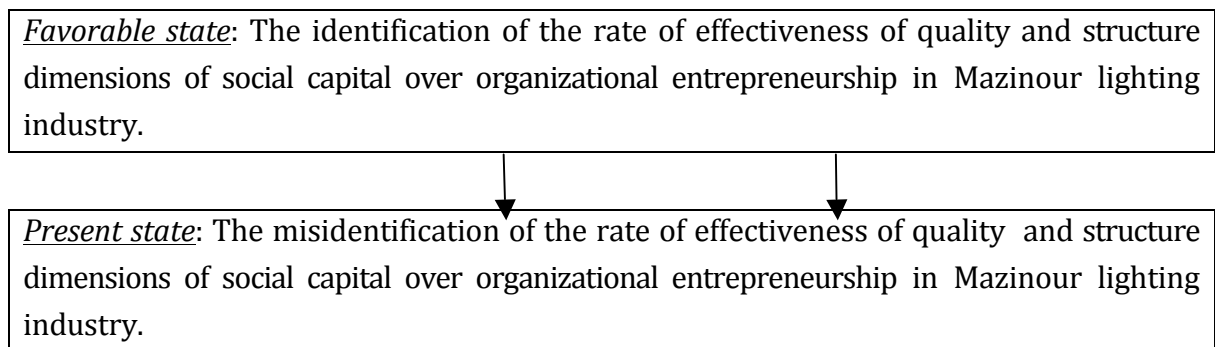 Favorable state: The identification of the rate of effectiveness of quality and structure
dimensions of social capital over organizational entrepreneurship in Mazinour lighting
industry.
Present state: The misidentification of the rate of effectiveness of quality and structure
dimensions of social capital over organizational entrepreneurship in Mazinour lighting
industry.